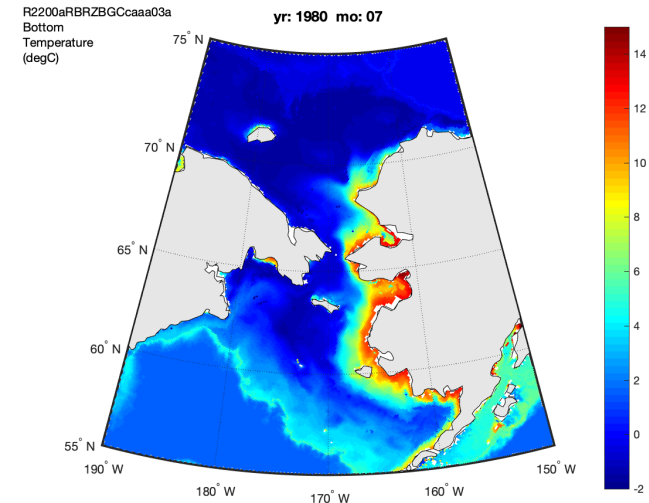 R2200aRBRZBGCcaaa03a
Bottom
Temperature
(degC)
yr: 1980 mo: 07
75° N
70° N
65° N
60° N
55° N
190° W
180° W
170° W
160° W
150° W
14
12
10
8
6
4
2
0
-2